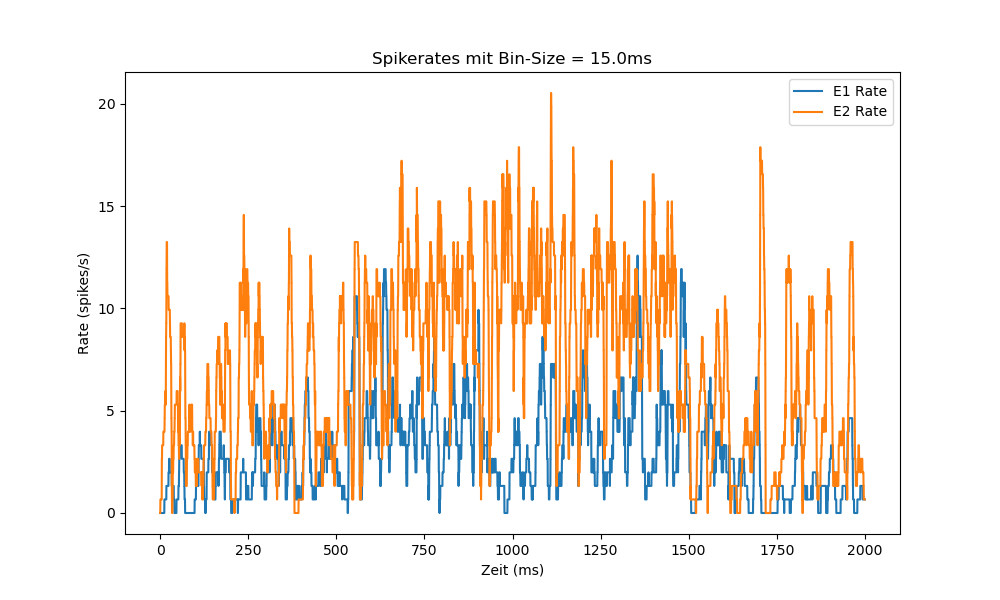 Spikerates mit Bin-Size = 15.0ms
E1 Rate
E2 Rate
20
15
10
5
0
Rate (spikes/s)
0 250 500 750 1000 1250 1500 1750 2000
Zeit (ms)